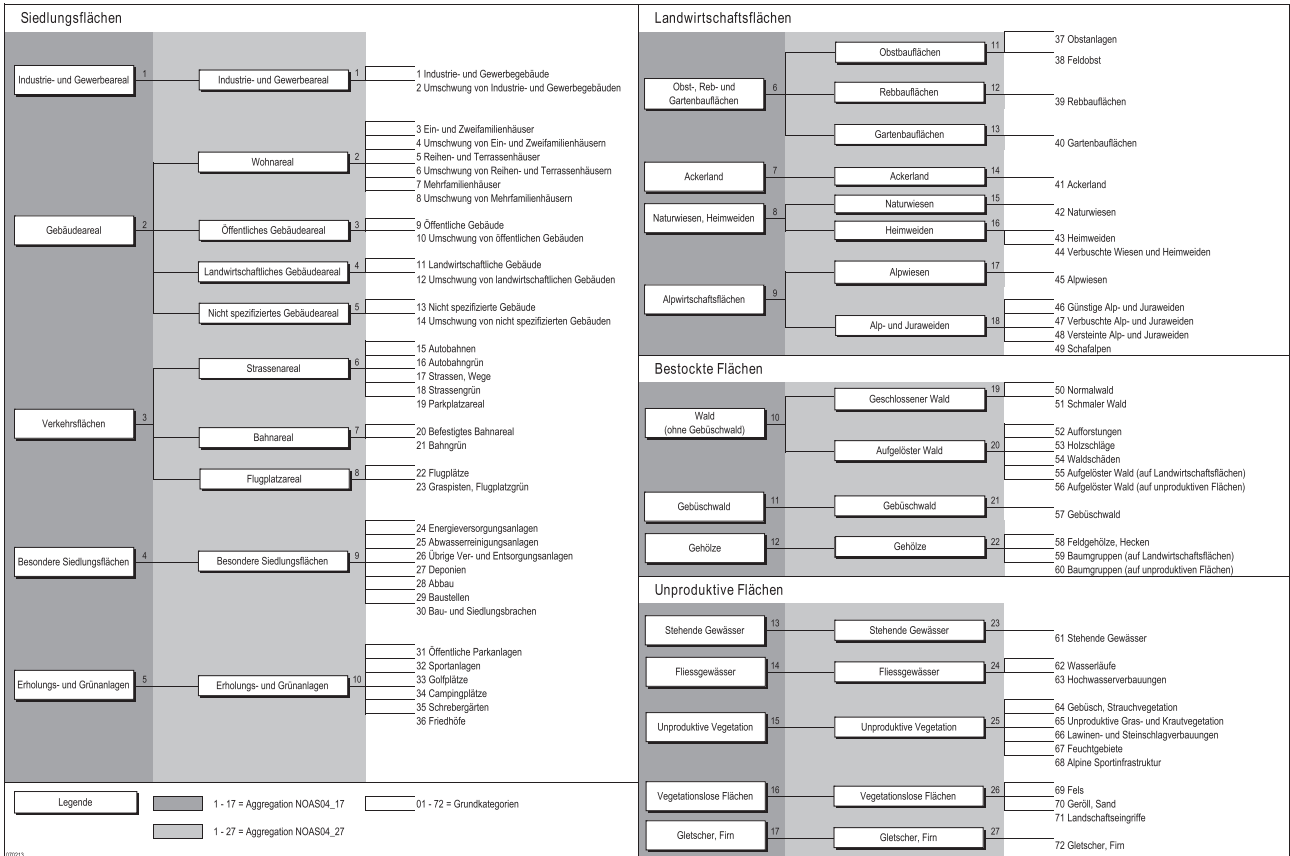 Siedlungsflächen
Industrie- und Gewerbeareal 1
Industrie- und Gewerbeareal 1
1 Industrie- und Gewerbegebäude
2 Umschwung von Industrie- und Gewerbegebäuden
Gebäudeareal 2
Wohnareal 2
3 Ein- und Zweifamilienhäuser
4 Umschwung von Ein- und Zweifamilienhäusern
5 Reihen- und Terrassenhäuser
6 Umschwung von Reihen- und Terrassenhäusern
7 Mehrfamilienhäuser
8 Umschwung von Mehrfamilienhäusern
Öffentliches Gebäudeareal 3
9 Öffentliche Gebäude
10 Umschwung von öffentlichen Gebäuden
Landwirtschaftliches Gebäudeareal 4
11 Landwirtschaftliche Gebäude
12 Umschwung von landwirtschaftlichen Gebäuden
Nicht spezifiziertes Gebäudeareal 5
13 Nicht spezifizierte Gebäude
14 Umschwung von nicht spezifizierten Gebäuden
Verkehrsflächen 3
Strassenareal 6
15 Autobahnen
16 Autobahngrün
17 Strassen, Wege
18 Strassengrün
19 Parkplatzareal
Bahnareal 7
20 Befestigtes Bahnareal
21 Bahngrün
Flugplatzareal 8
22 Flugplätze
23 Graspisten, Flugplatzgrün
Besondere Siedlungsflächen 4
Besondere Siedlungsflächen 9
24 Energieversorgungsanlagen
25 Abwasserreinigungsanlagen
26 Übrige Ver- und Entsorgungsanlagen
27 Deponien
28 Abbau
29 Baustellen
30 Bau- und Siedlungsbrachen
Erholungs- und Grünanlagen 5
Erholungs- und Grünanlagen 10
31 Öffentliche Parkanlagen
32 Sportanlagen
33 Golfplätze
34 Campingplätze
35 Schrebergärten
36 Friedhöfe
Legende
1 - 17 = Aggregation NOAS04_17
1 - 27 = Aggregation NOAS04_27
01 - 72 = Grundkategorien
070213
Landwirtschaftsflächen
Obst-, Reb- und
Gartenbauflächen 6
Obstbauflächen 11
37 Obstanlagen
38 Feldobst
Rebbauflächen 12
39 Rebbauflächen
Gartenbauflächen 13
40 Gartenbauflächen
Ackerland 7
Ackerland 14
41 Ackerland
Naturwiesen, Heimweiden 8
Naturwiesen 15
42 Naturwiesen
Heimweiden 16
43 Heimweiden
44 Verbuschte Wiesen und Heimweiden
Alpwirtschaftsflächen 9
Alpwiesen 17
45 Alpwiesen
Alp- und Juraweiden 18
46 Günstige Alp- und Juraweiden
47 Verbuschte Alp- und Juraweiden
48 Versteinte Alp- und Juraweiden
49 Schafalpen
Bestockte Flächen
Wald
(ohne Gebüschwald) 10
Geschlossener Wald 19
50 Normalwald
51 Schmaler Wald
Aufgelöster Wald 20
52 Aufforstungen
53 Holzschläge
54 Waldschäden
55 Aufgelöster Wald (auf Landwirtschaftsflächen)
56 Aufgelöster Wald (auf unproduktiven Flächen)
Gebüschwald 11
Gebüschwald 21
57 Gebüschwald
Gehölze 12
Gehölze 22
58 Feldgehölze, Hecken
59 Baumgruppen (auf Landwirtschaftsflächen)
60 Baumgruppen (auf unproduktiven Flächen)
Unproduktive Flächen
Stehende Gewässer 13
Stehende Gewässer 23
61 Stehende Gewässer
Fliessgewässer 14
Fliessgewässer 24
62 Wasserläufe
63 Hochwasserverbauungen
Unproduktive Vegetation 15
Unproduktive Vegetation 25
64 Gebüsch, Strauchvegetation
65 Unproduktive Gras- und Krautvegetation
66 Lawinen- und Steinschlagverbauungen
67 Feuchtgebiete
68 Alpine Sportinfrastruktur
Vegetationslose Flächen 16
Vegetationslose Flächen 26
69 Fels
70 Geröll, Sand
71 Landschaftseingriffe
Gletscher, Firn 17
Gletscher, Firn 27
72 Gletscher, Firn